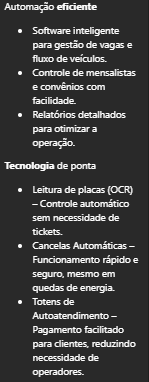 Automação eficiente
• Software inteligente
para gestão de vagas e
fluxo de veículos.
• Controle de mensalistas
e convênios com
facilidade.
• Relatórios detalhados
para otimizar a
operação.
Tecnologia de ponta
• Leitura de placas (OCR)
– Controle automático
sem necessidade de
tickets.
• Cancelas Automáticas –
Funcionamento rápido e
seguro, mesmo em
quedas de energia.
• Totens de
Autoatendimento –
Pagamento facilitado
para clientes, reduzindo
necessidade de
operadores.